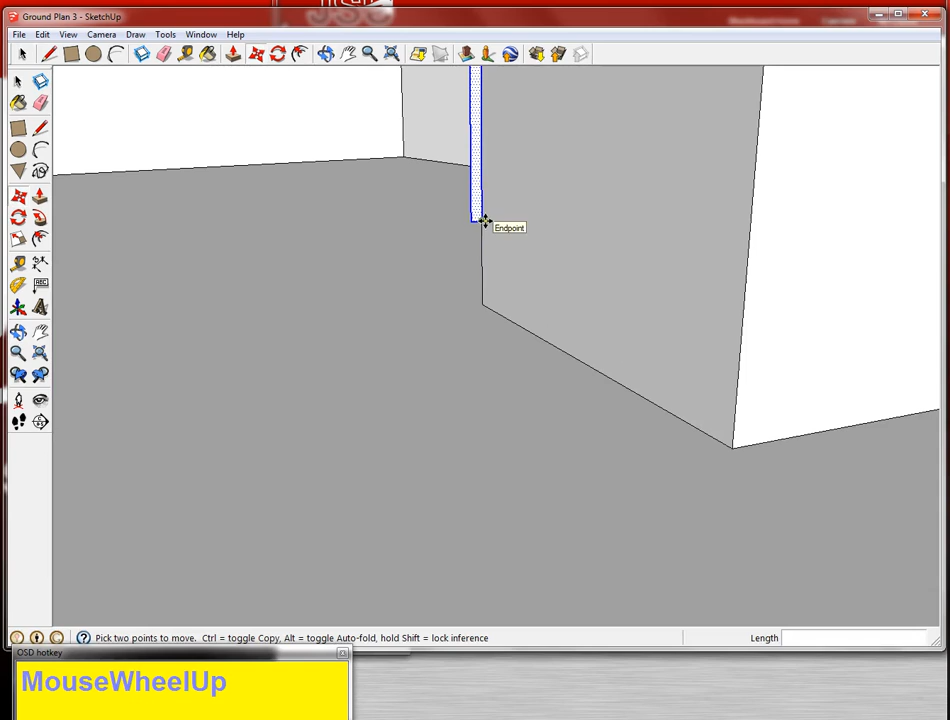 Ground Plan 3 - SketchUp
File Edit View Camera Draw Tools Window Help
Endpoint
Pick two points to move. Ctrl = toggle Copy, Alt = toggle Auto-fold, hold Shift = lock inference
Length
OSD hotkey
MouseWheelUp